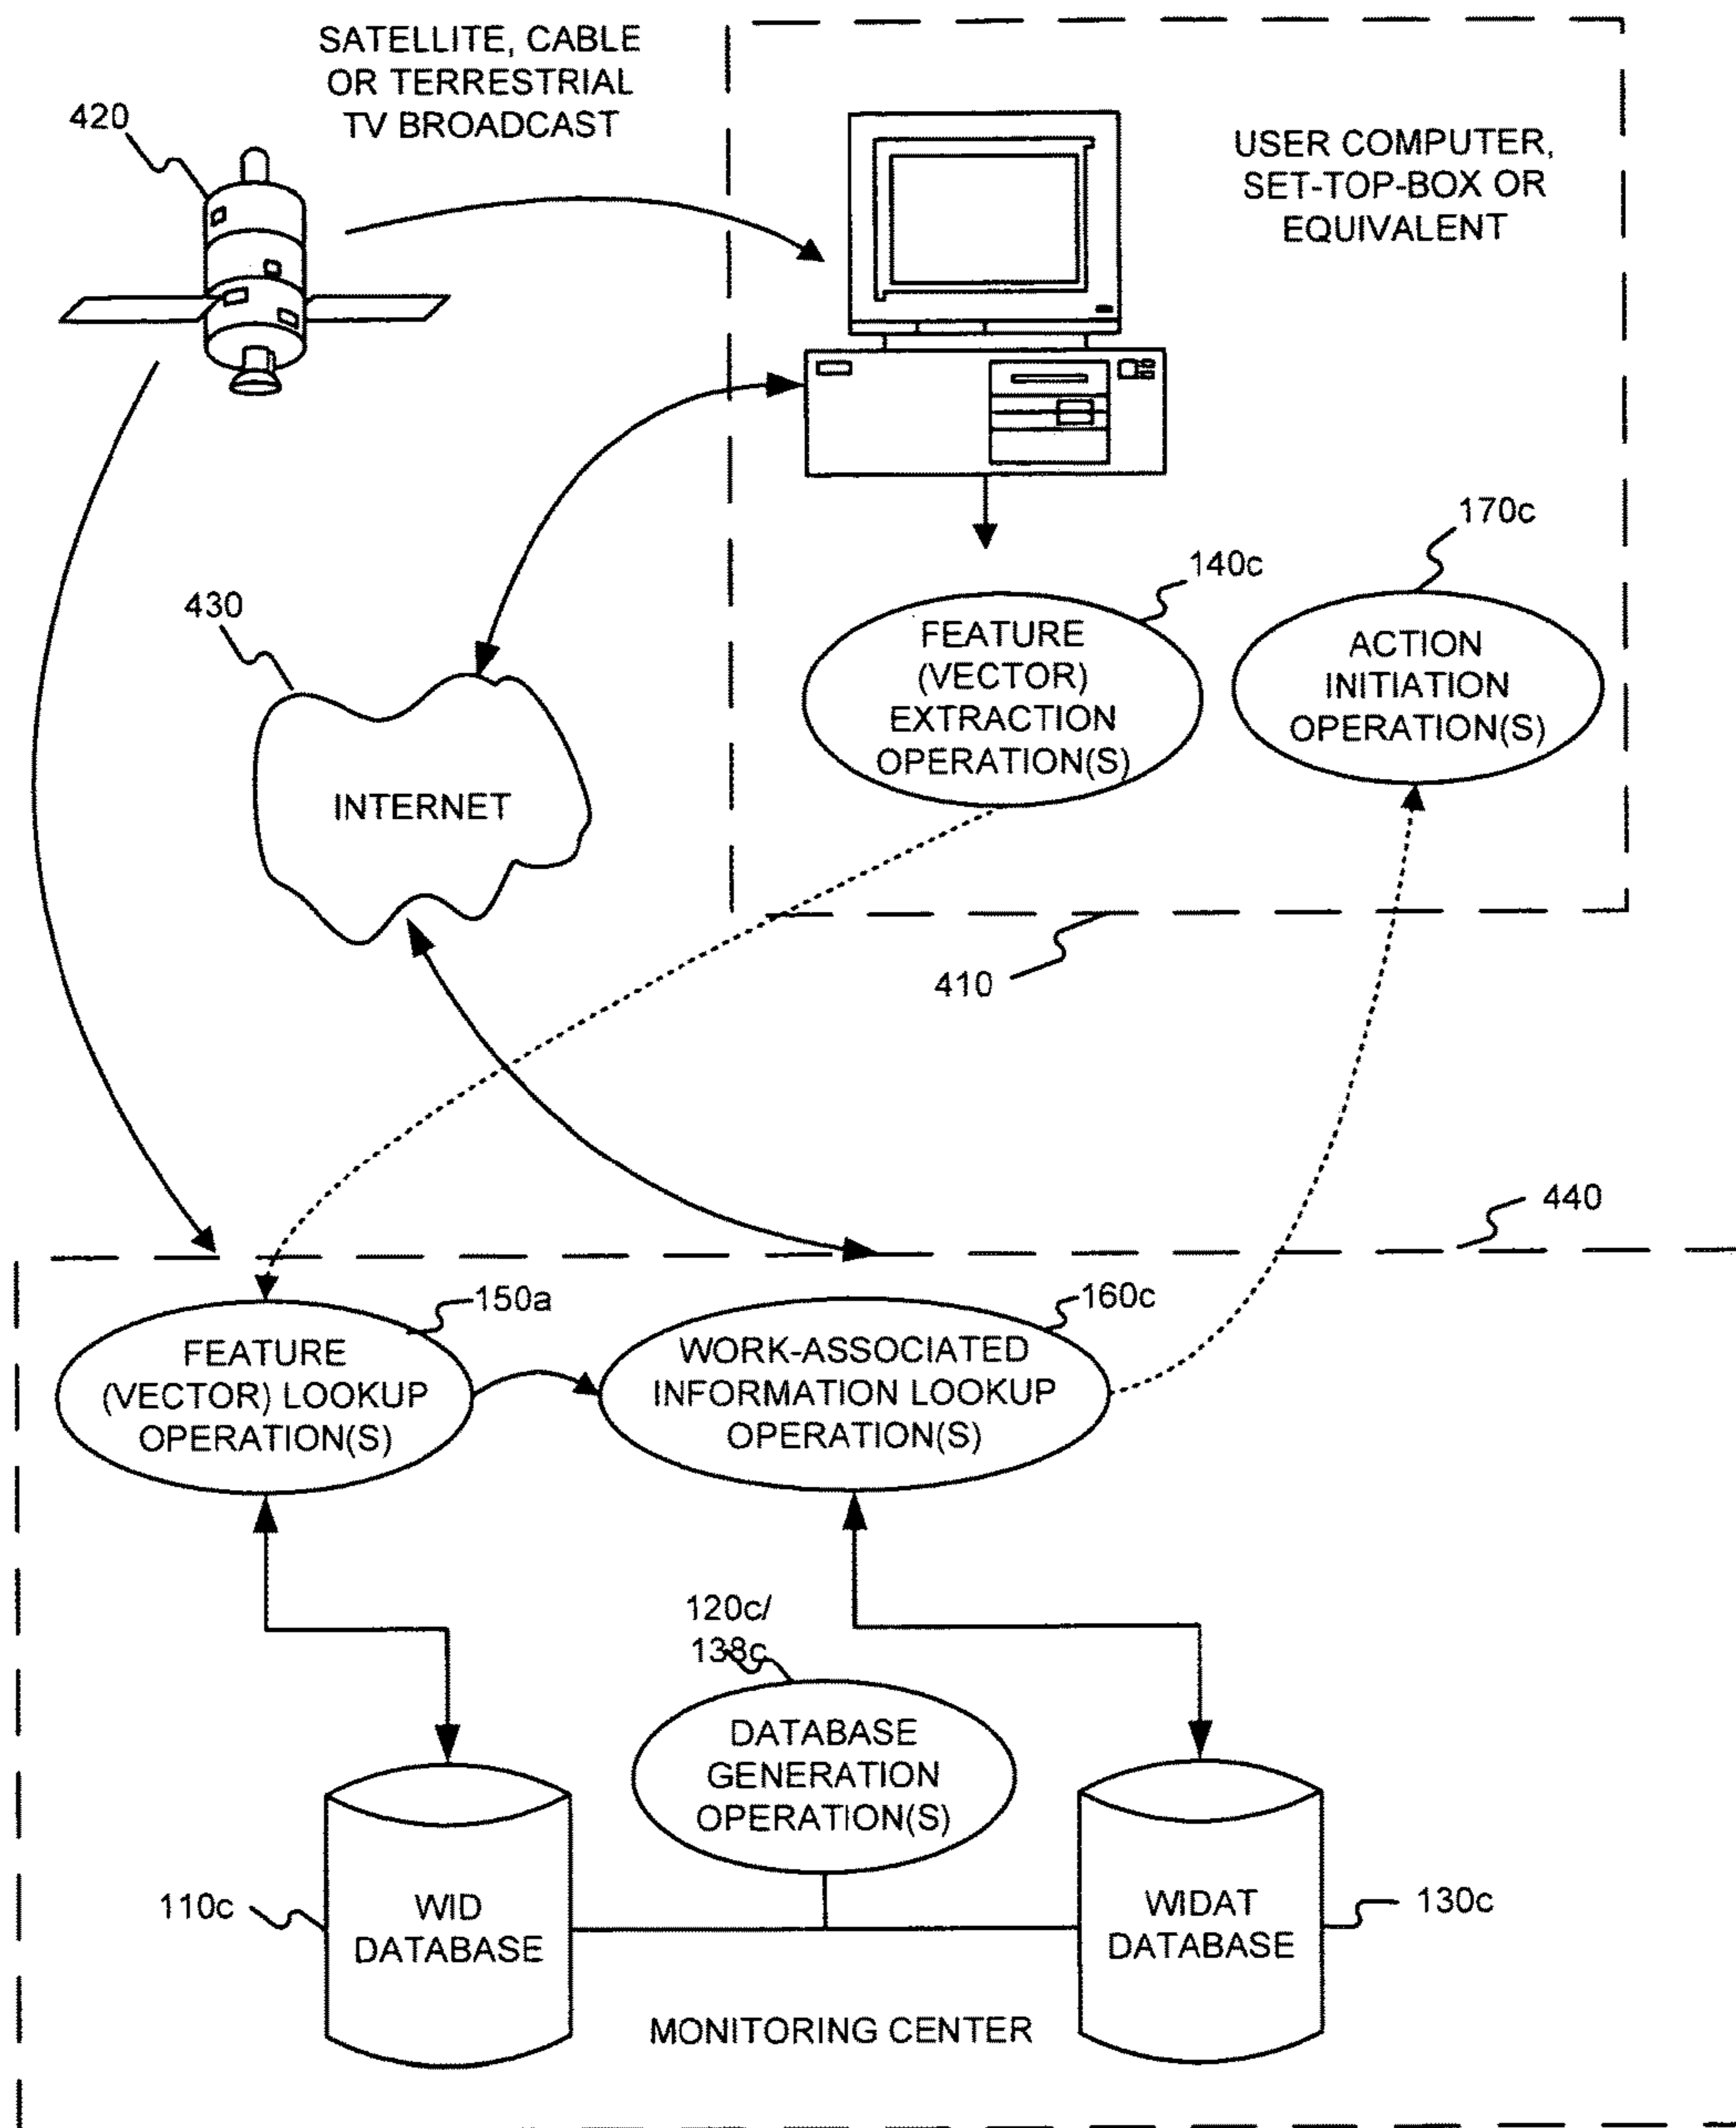 SATELLITE, CABLE
OR TERRESTRIAL
TV BROADCAST
420
USER COMPUTER,
SET-TOP-BOX OR
EQUIVALENT
170c
140c
430
FEATURE
(VECTOR)
EXTRACTION
OPERATION(S)
ACTION
INITIATION
OPERATION(S)
INTERNET
410
440
150a
160c
FEATURE
(VECTOR) LOOKUP
OPERATION(S)
WORK-ASSOCIATED
INFORMATION LOOKUP
OPERATION(S)
120c/
138c
DATABASE
GENERATION
OPERATION(S)
110c
WID
DATABASE
WIDAT
DATABASE
130c
MONITORING CENTER